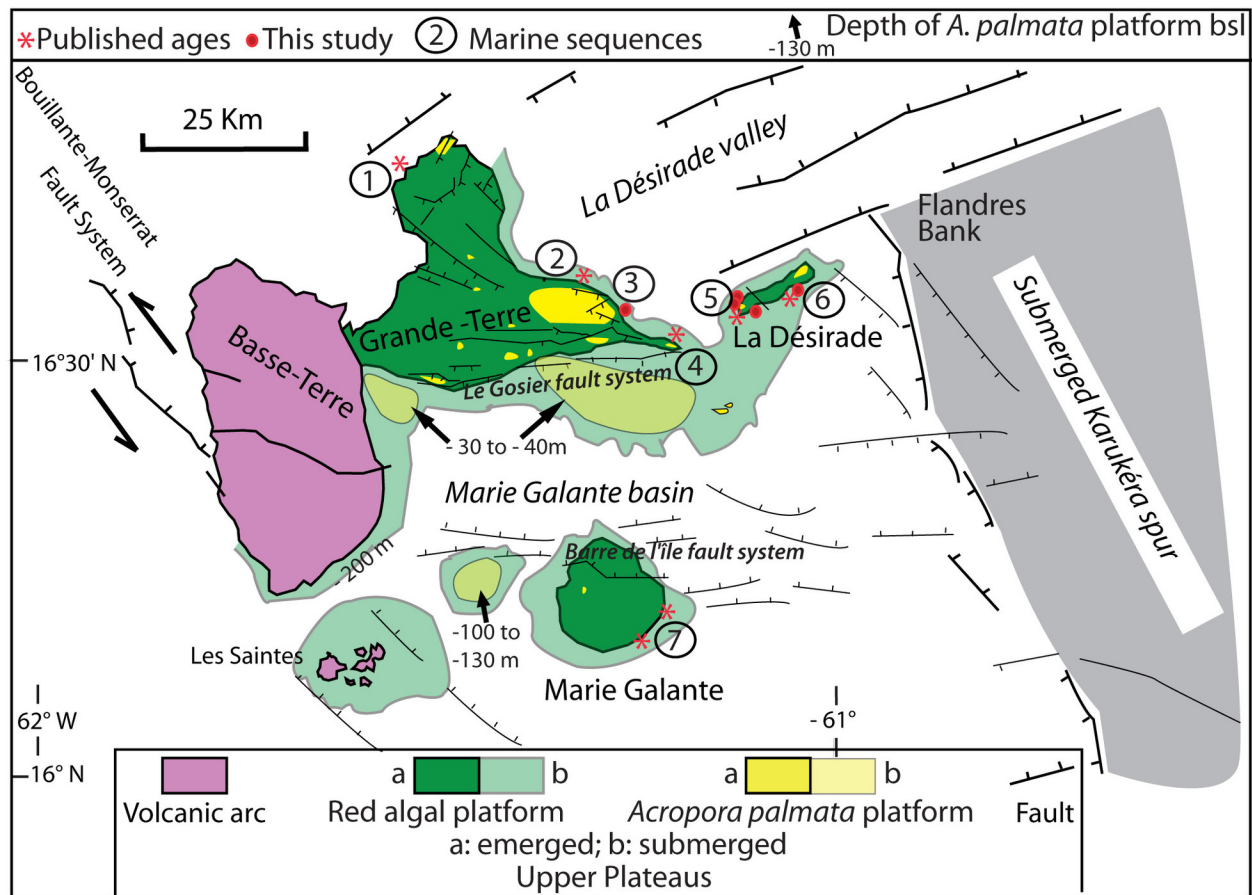 *Published ages
This study
2 Marine sequences
-130 m
Depth of A. palmata platform bsl
Bouillante-Monserrat
Fault System
25 Km
La Désirade valley
1
Flandres
Bank
2
3
5
6
Grande -Terre
La Désirade
Submerged Karukéra spur
Basse-Terre
16°30' N
Le Gosier fault system
4
- 30 to - 40m
Marie Galante basin
- 200 m
Barre de l'île fault system
-100 to
-130 m
7
Les Saintes
Marie Galante
62° W
- 61°
16° N
a b
a b
Volcanic arc
Red algal platform
Acropora palmata platform
Fault
a: emerged; b: submerged
Upper Plateaus